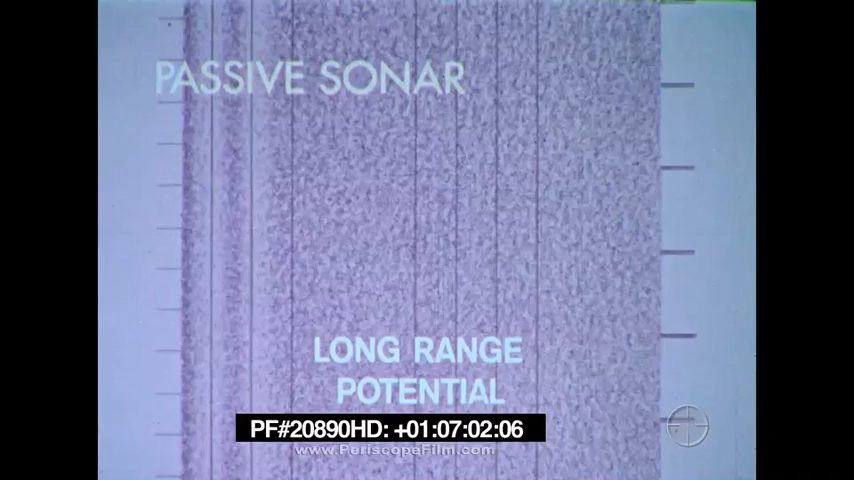 PASSIVE SONAR
LONG RANGE
POTENTIAL
PF#20890HD: +01:07:02:06
www.PeriscopeFilm.com